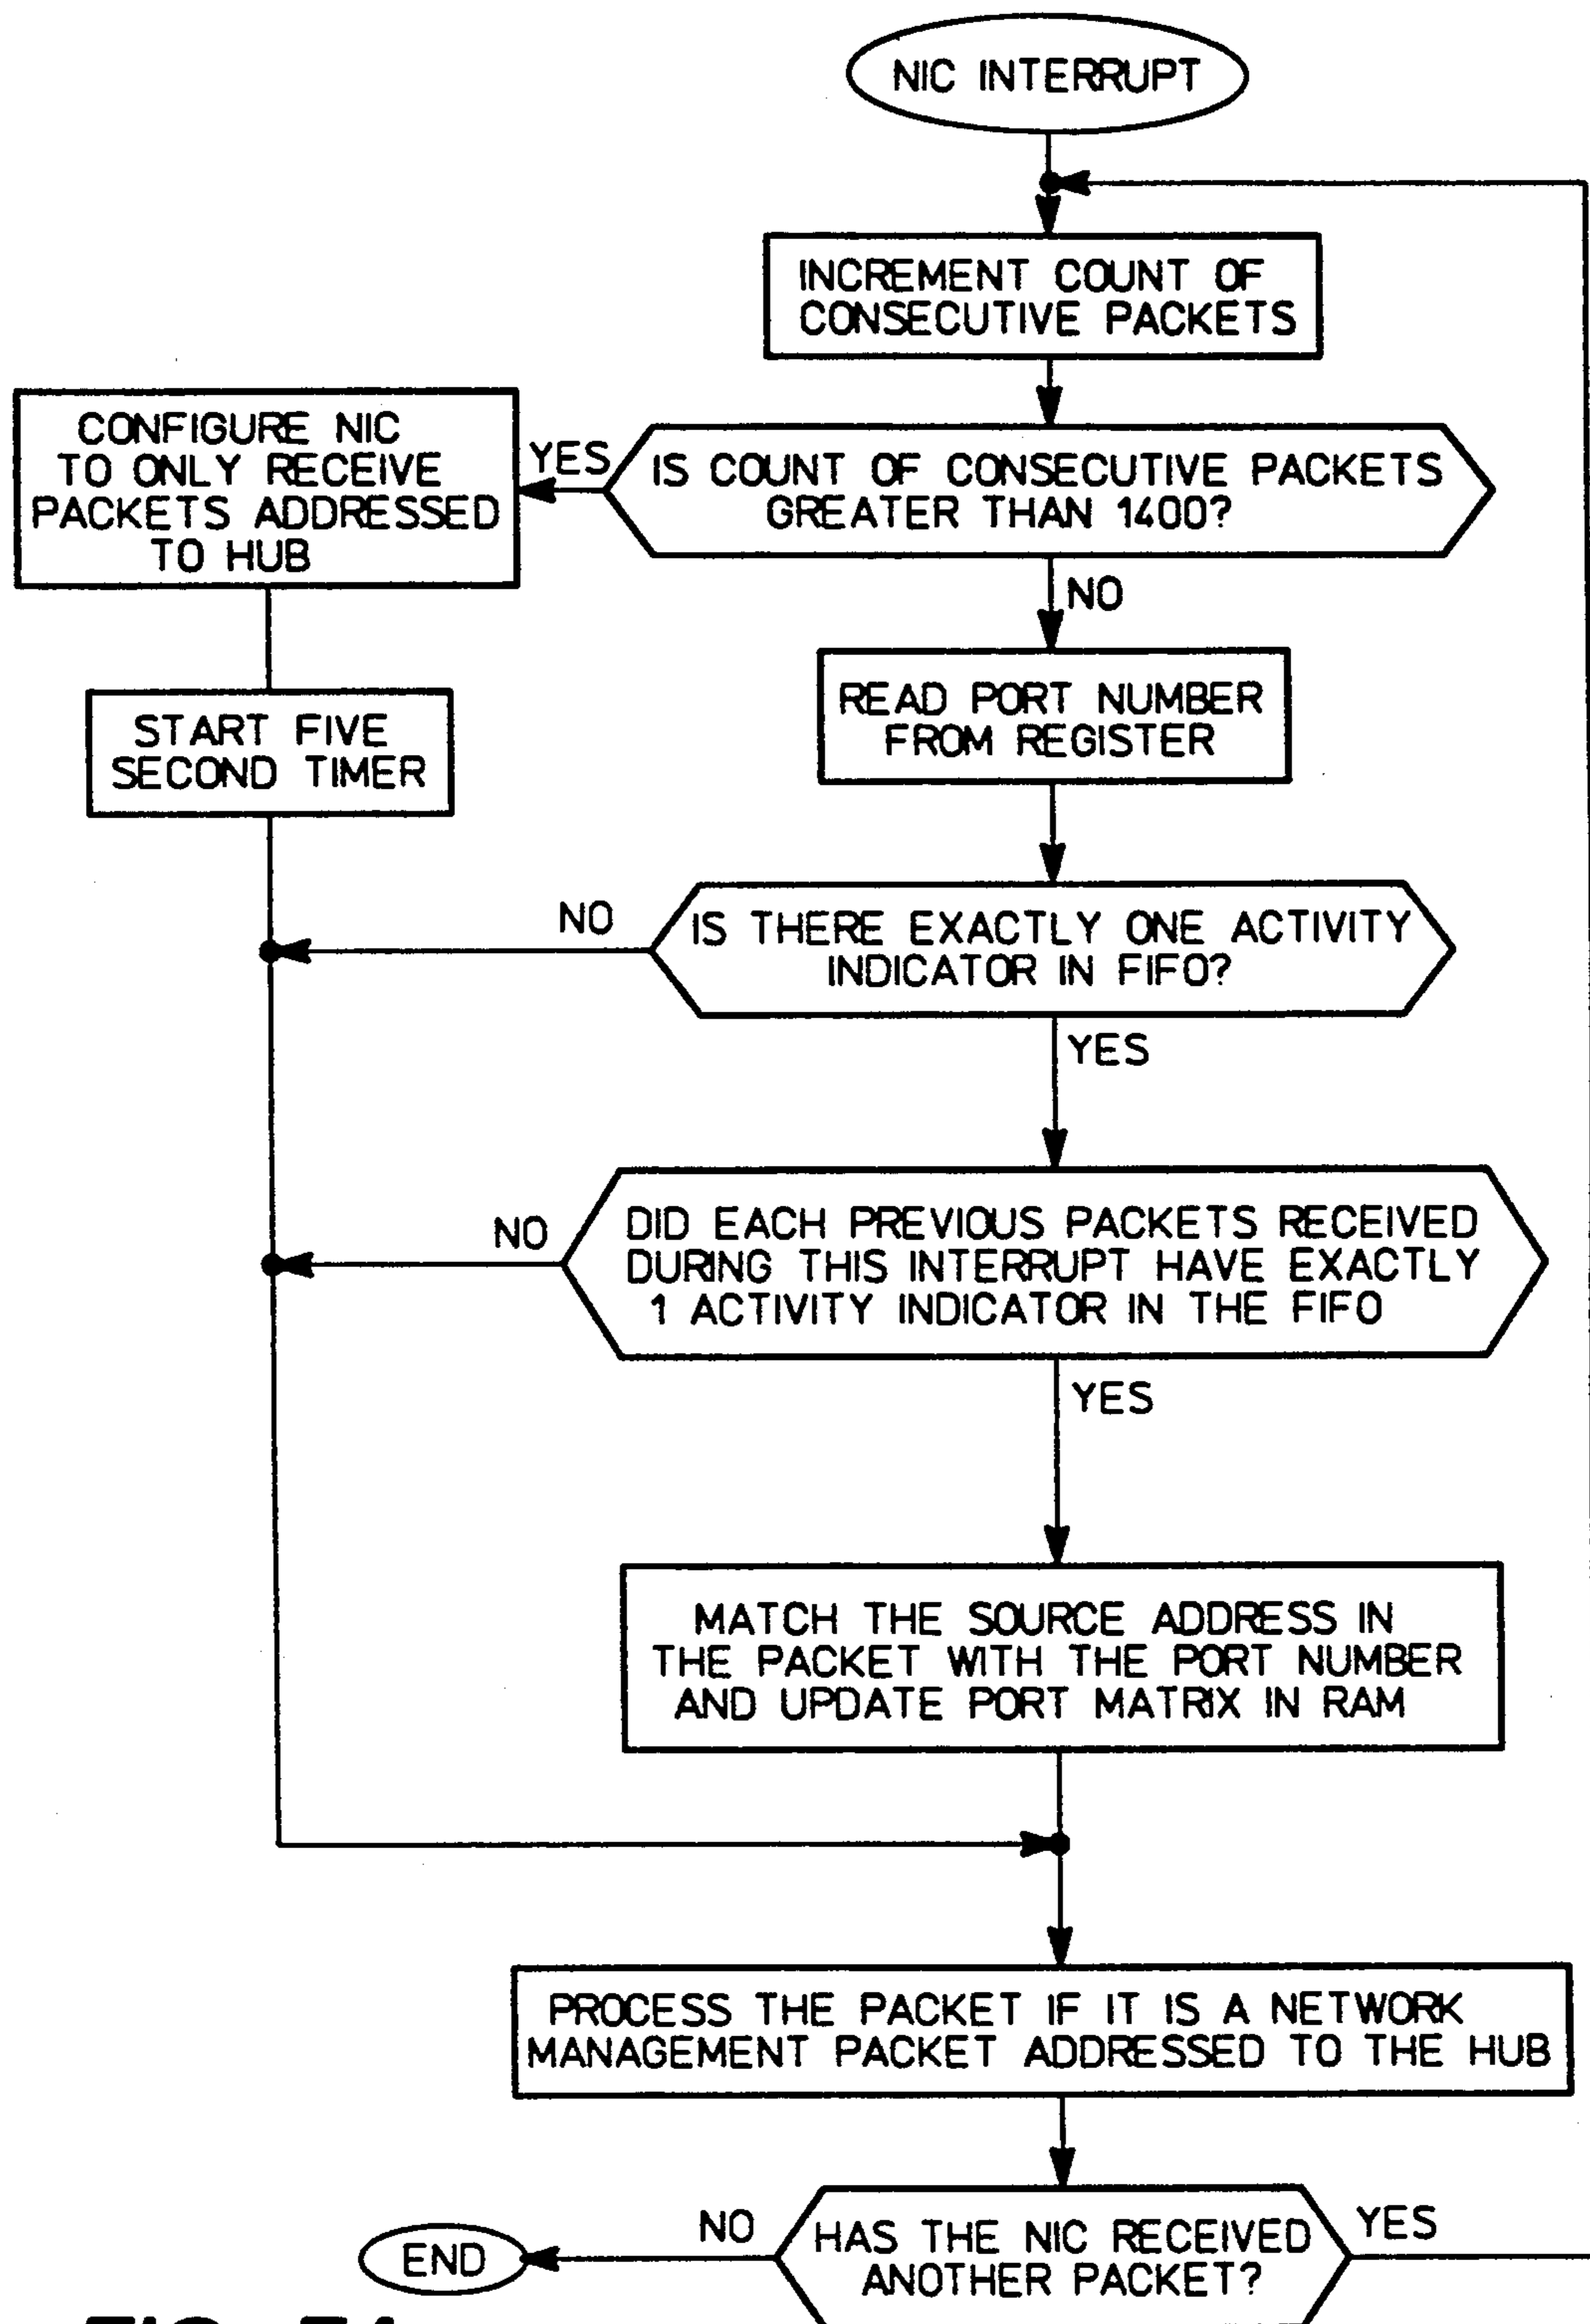 NIC INTERRUPT
INCREMENT COUNT OF
CONSECUTIVE PACKETS
IS COUNT OF CONSECUTIVE PACKETS
GREATER THAN 1400?
YES
CONFIGURE NIC
TO ONLY RECEIVE
PACKETS ADDRESSED
TO HUB
NO
START FIVE
SECOND TIMER
READ PORT NUMBER
FROM REGISTER
NO
IS THERE EXACTLY ONE ACTIVITY
INDICATOR IN FIFO?
YES
NO
DID EACH PREVIOUS PACKETS RECEIVED
DURING THIS INTERRUPT HAVE EXACTLY
1 ACTIVITY INDICATOR IN THE FIFO
YES
MATCH THE SOURCE ADDRESS IN
THE PACKET WITH THE PORT NUMBER
AND UPDATE PORT MATRIX IN RAM
PROCESS THE PACKET IF IT IS A NETWORK
MANAGEMENT PACKET ADDRESSED TO THE HUB
HAS THE NIC RECEIVED
ANOTHER PACKET?
YES
NO
END